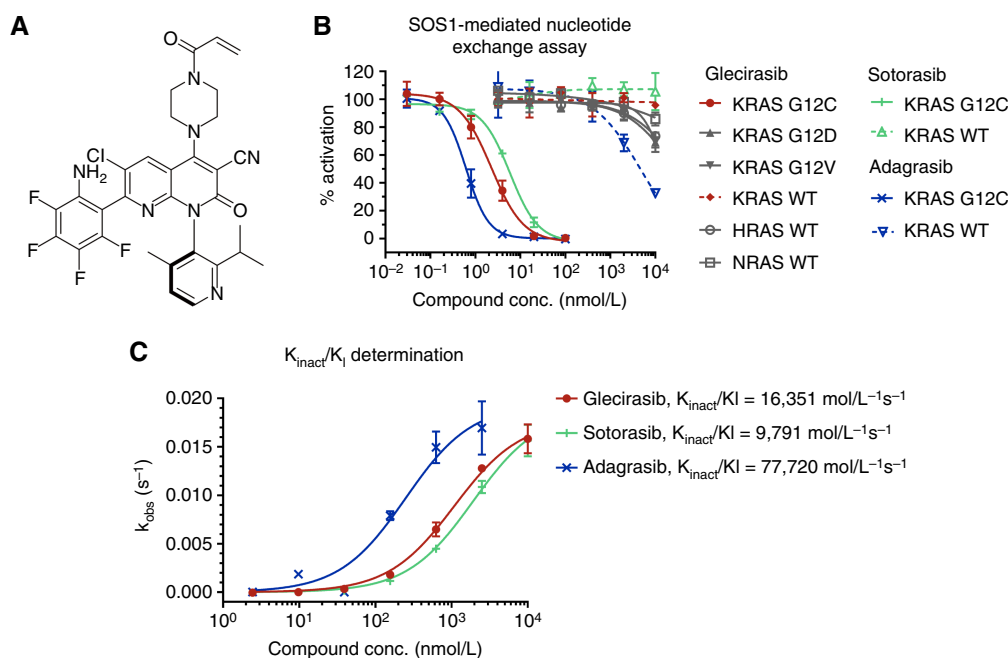 A
O
N
N
Cl
CN
NH2
F
F
F
F
N
N
O
N
B
SOS1-mediated nucleotide
exchange assay
% activation
120
100
80
60
40
20
0
10−2
10−1
100
101
102
103
104
Compound conc. (nmol/L)
Glecirasib
KRAS G12C
KRAS G12D
KRAS G12V
KRAS WT
HRAS WT
NRAS WT
Sotorasib
KRAS G12C
KRAS WT
Adagrasib
KRAS G12C
KRAS WT
C
Kinact/KI determination
kobs (s−1)
0.020
0.015
0.010
0.005
0.000
100
101
102
103
104
Compound conc. (nmol/L)
Glecirasib, Kinact/KI = 16,351 mol/L−1s−1
Sotorasib, Kinact/KI = 9,791 mol/L−1s−1
Adagrasib, Kinact/KI = 77,720 mol/L−1s−1